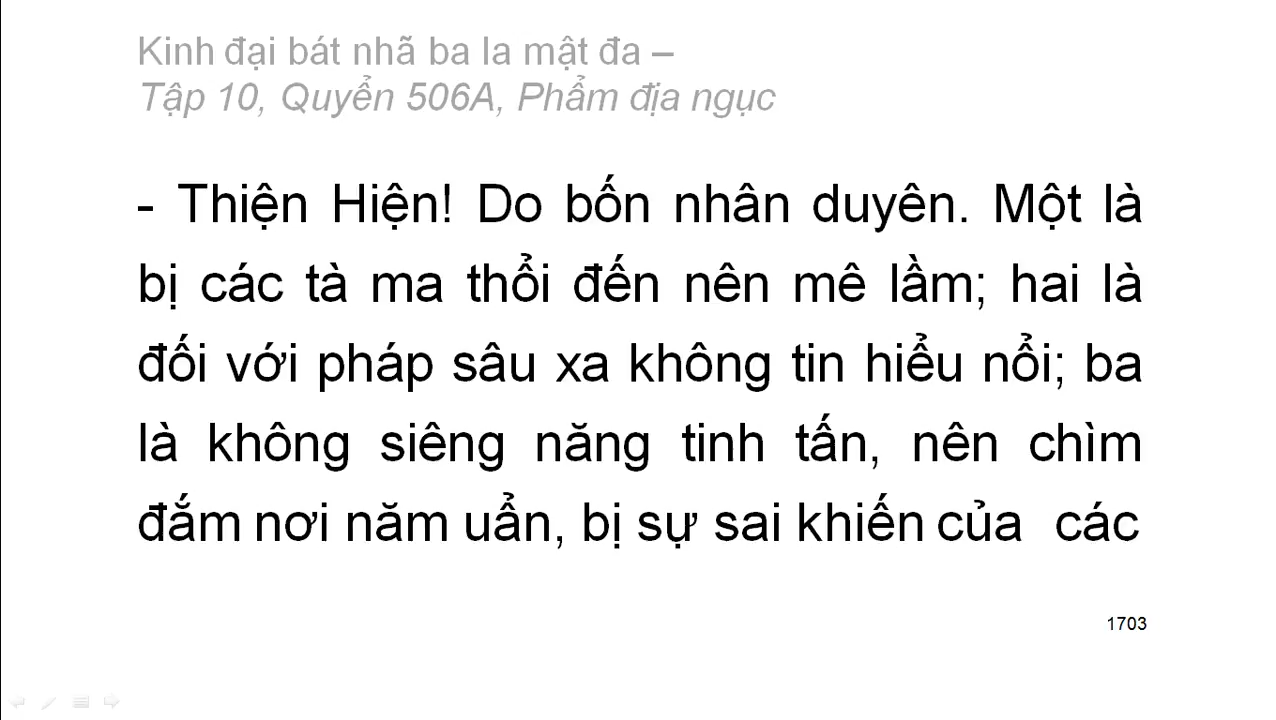 Kinh đại bát nhã ba la mật đa –
Tập 10, Quyển 506A, Phẩm địa ngục
- Thiện Hiện! Do bốn nhân duyên. Một là
bị các tà ma thổi đến nên mê lầm; hai là
đối với pháp sâu xa không tin hiểu nổi; ba
là không siêng năng tinh tấn, nên chìm
đắm nơi năm uẩn, bị sự sai khiến của các
1703